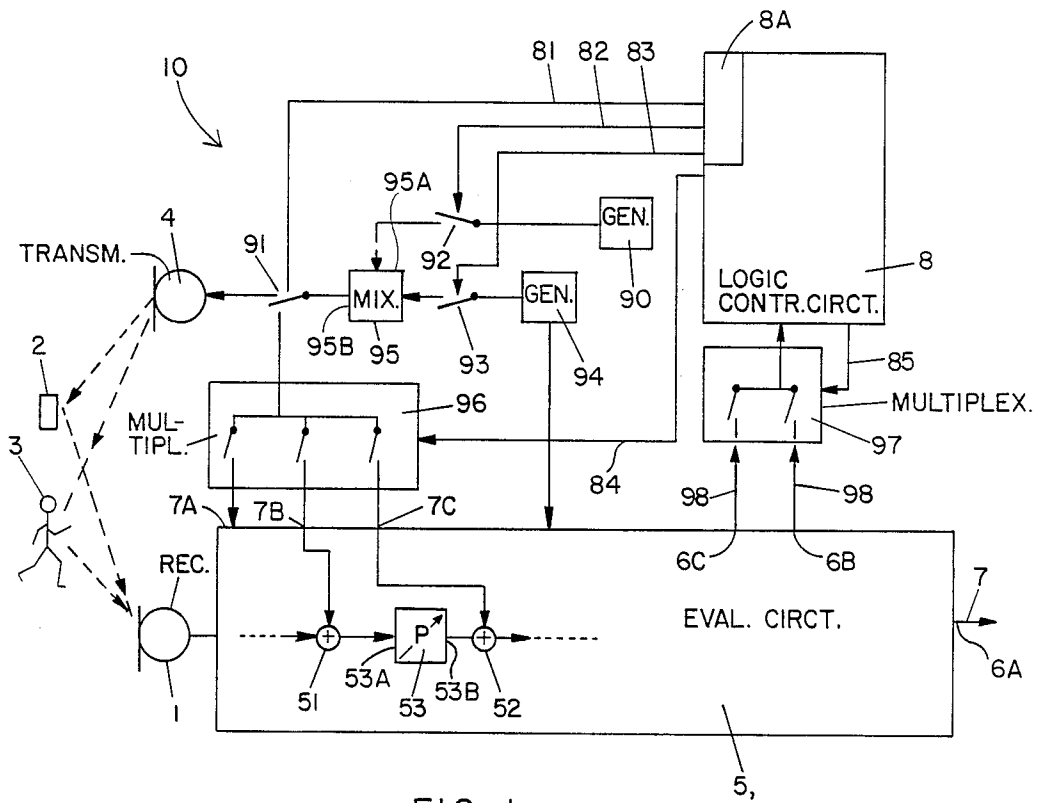 8A
81
82
83
10
95A
4
91
GEN.
TRANSM.
92
90
LOGIC
CONTR.CIRCT.
8
MIX.
GEN.
95B
95
93
94
85
2
96
MUL-
TIPL.
MULTIPLEX.
97
3
84
98
98
7A
7B
7C
6C
6B
REC.
7
EVAL. CIRCT.
P
6A
53A
53B
51
53
52
1
5,